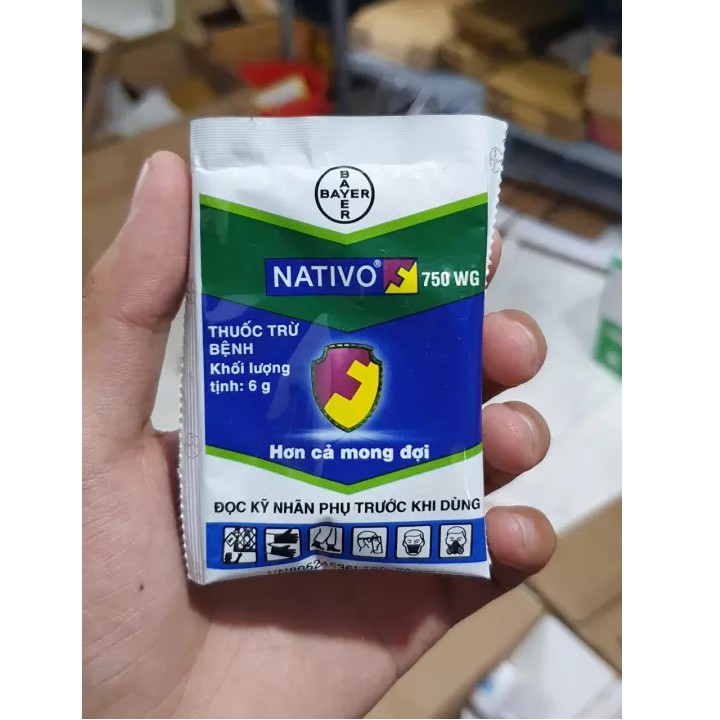 BAYER
NATIVO®
750 WG
THUỐC TRỪ
BỆNH
Khối lượng
tịnh: 6 g
Hơn cả mong đợi
ĐỌC KỸ NHÃN PHỤ TRƯỚC KHI DÙNG